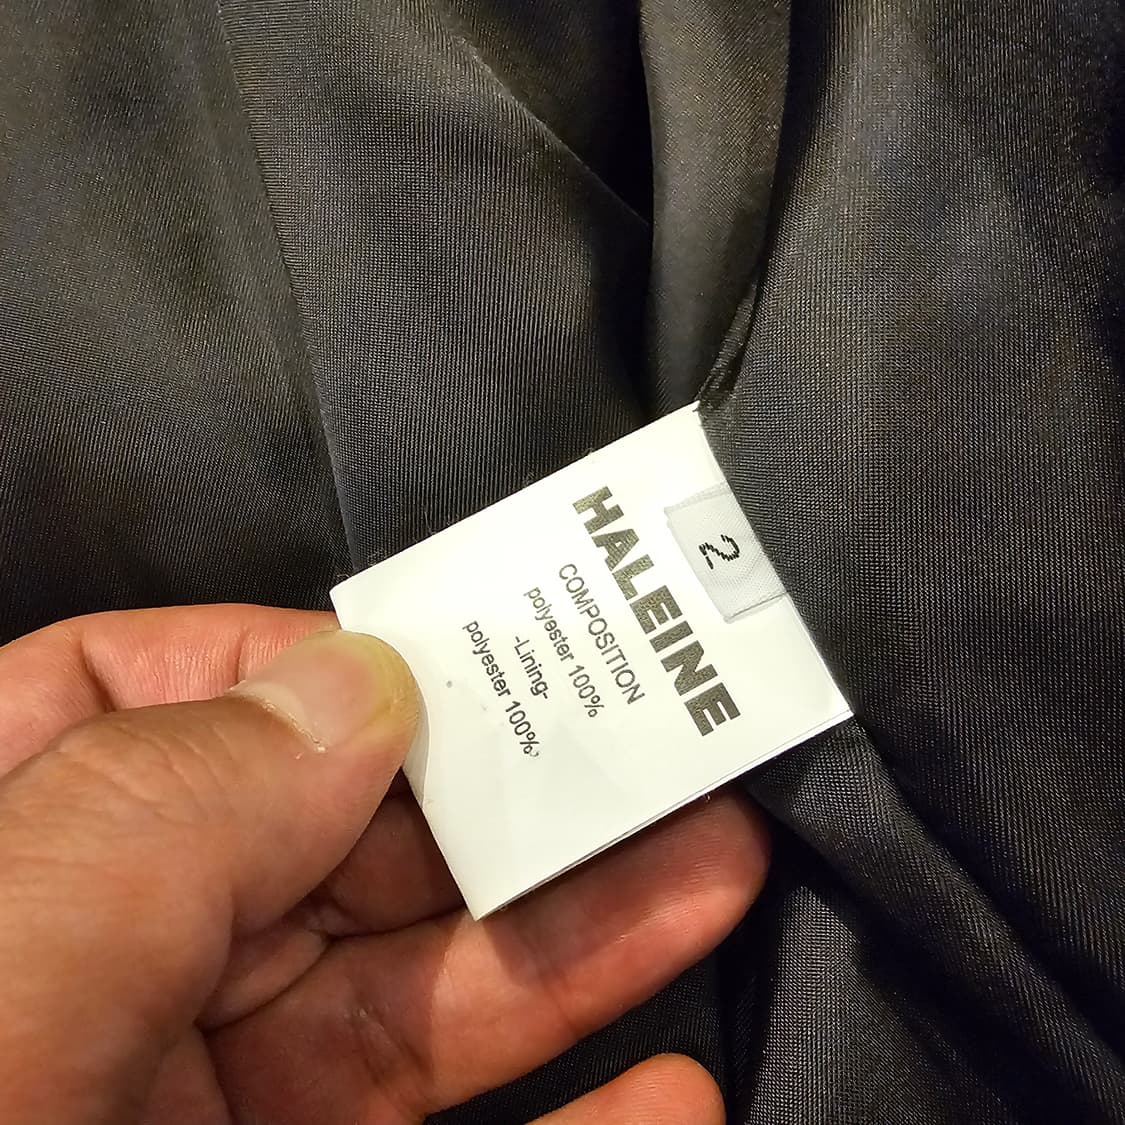 2
HALEINE
COMPOSITION
polyester 100%
-Lining-
polyester 100%